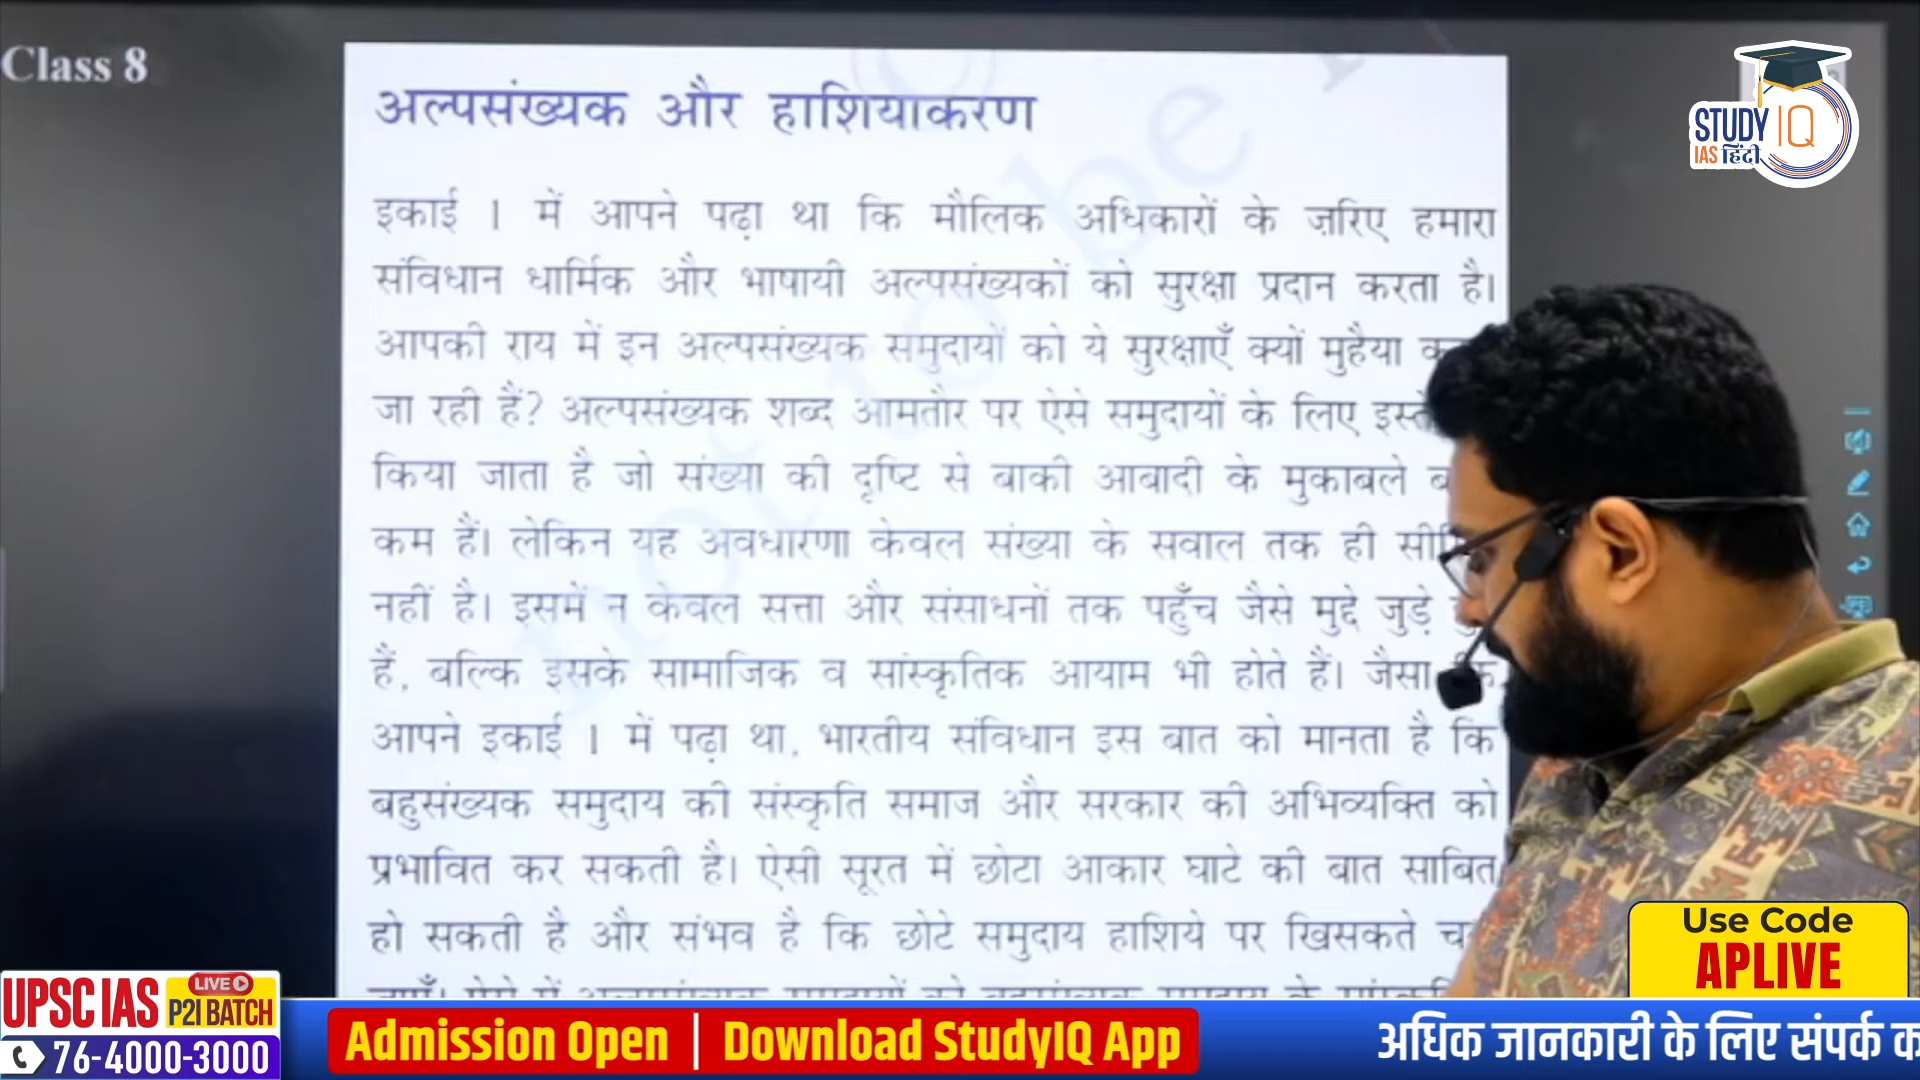 Class 8
अल्पसंख्यक और हाशियाकरण
इकाई 1 में आपने पढ़ा था कि मौलिक अधिकारों के ज़रिए हमारा
संविधान धार्मिक और भाषायी अल्पसंख्यकों को सुरक्षा प्रदान करता है।
आपकी राय में इन अल्पसंख्यक समुदायों को ये सुरक्षाएँ क्यों मुहैया
जा रही हैं? अल्पसंख्यक शब्द आमतौर पर ऐसे समुदायों के लिए
किया जाता है जो संख्या की दृष्टि से बाकी आबादी के मुकाबले
कम हैं। लेकिन यह अवधारणा केवल संख्या के सवाल तक ही
नहीं है। इसमें न केवल सत्ता और संसाधनों तक पहुँच जैसे मुद्दे जुड़े
हैं, बल्कि इसके सामाजिक व सांस्कृतिक आयाम भी होते हैं। जैसा
आपने इकाई 1 में पढ़ा था, भारतीय संविधान इस बात को मानता है कि
बहुसंख्यक समुदाय की संस्कृति समाज और सरकार की अभिव्यक्ति को
प्रभावित कर सकती है। ऐसी सूरत में छोटा आकार घाटे की बात साबित
हो सकती है और संभव है कि छोटे समुदाय हाशिये पर खिसकते
not to be
STUDY IQ
IAS हिंदी
Use Code
APLIVE
UPSC IAS LIVE
P2I BATCH
76-4000-3000
Admission Open | Download StudyIQ App
अधिक जानकारी के लिए संपर्क